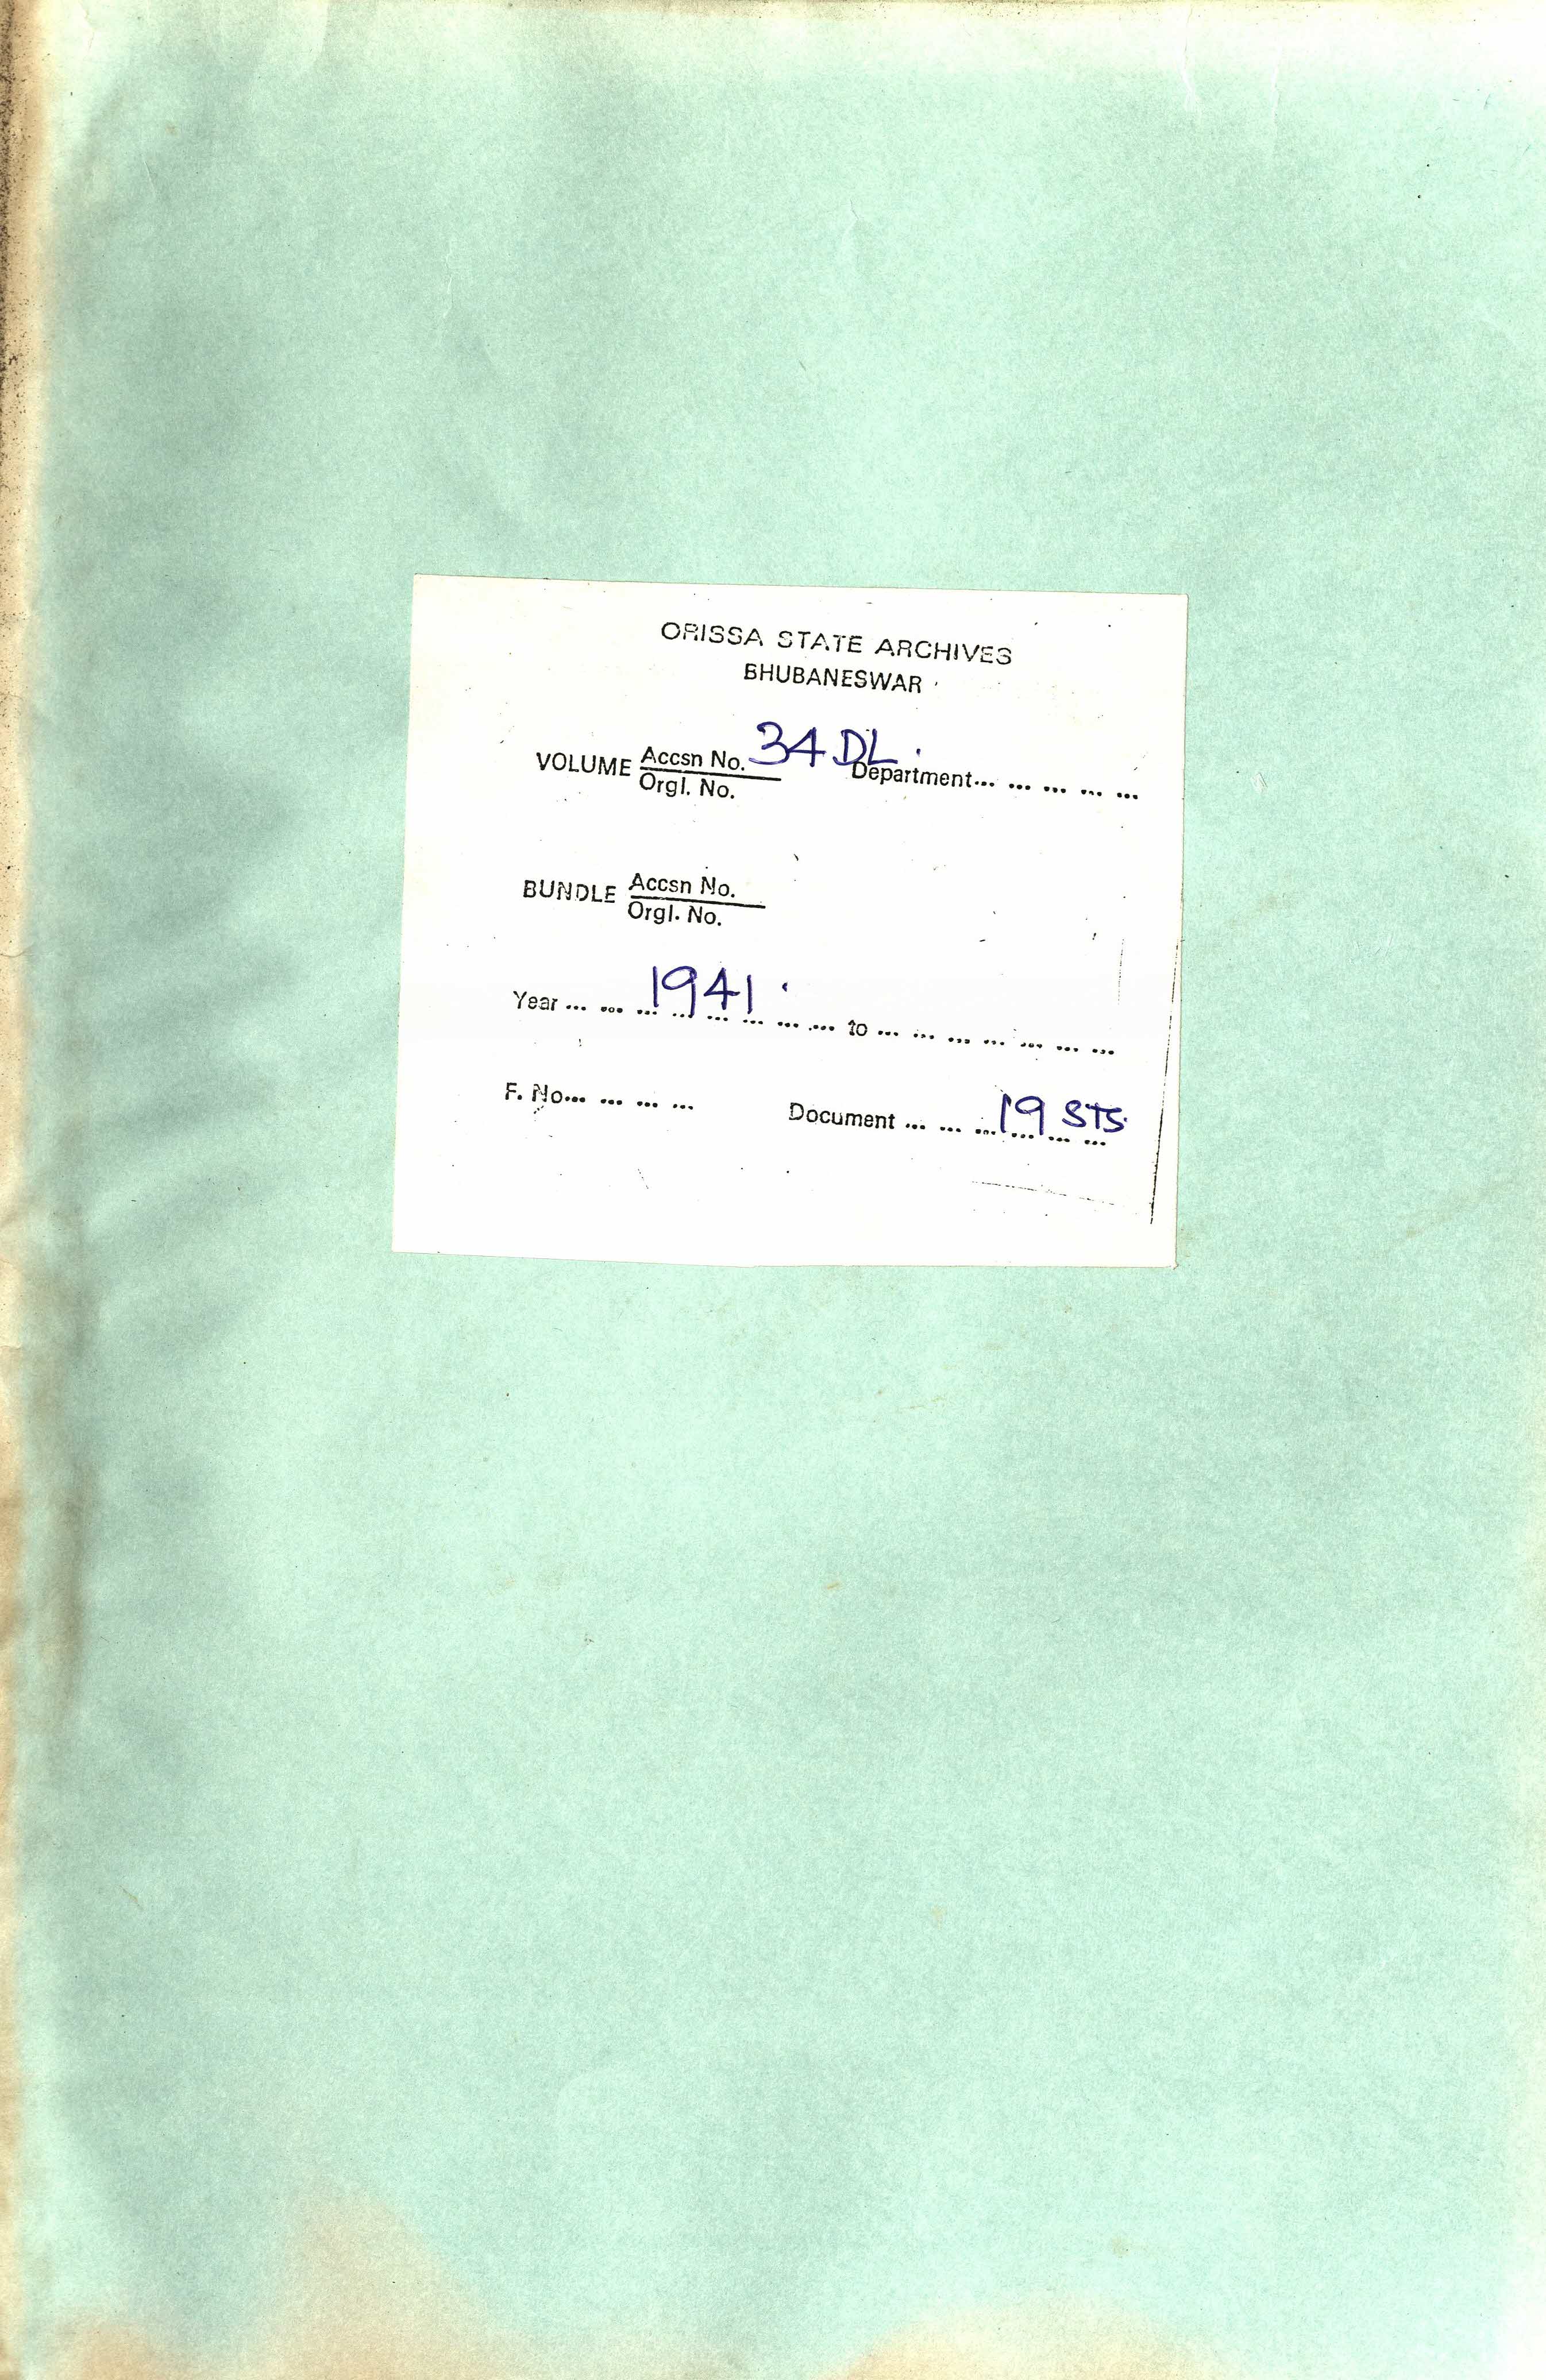 ORISSA STATE ARCHIVES
BHUBANESWAR
VOLUME Accsn No. 34 DL. Department... ... ... ... ...
Orgl. No.
BUNDLE Accsn No.
Orgl. No.
Year ... ... ... ... ... ... ... ... to ... ... ... ... ... ... ...
1941
F. No... ... ... ...
Document ... ... ... ... ... ... 19 STS.